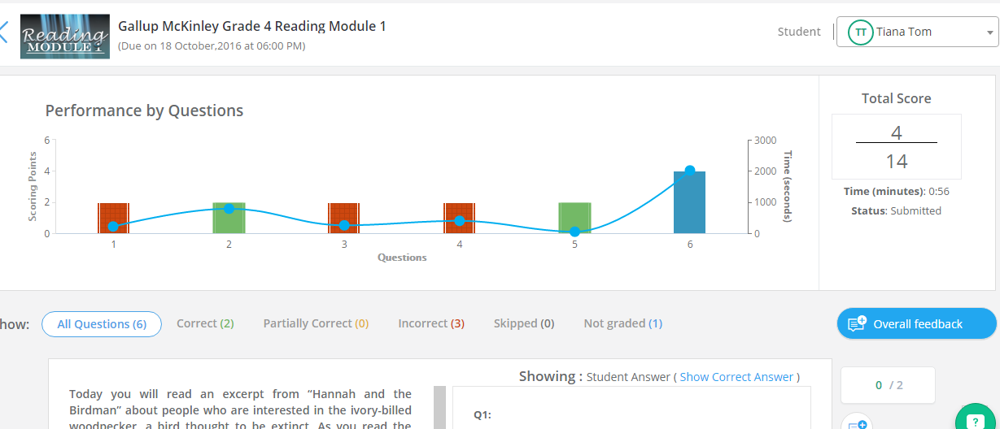 Reading
MODULE 1
Gallup McKinley Grade 4 Reading Module 1
(Due on 18 October,2016 at 06:00 PM)
Student
TT
Tiana Tom
Performance by Questions
Scoring Points
6
4
2
0
3000
2000
1000
0
Time (seconds)
1 2 3 4 5 6
Questions
Total Score
4
14
Time (minutes): 0:56
Status: Submitted
how:
All Questions (6)
Correct (2)
Partially Correct (0)
Incorrect (3)
Skipped (0)
Not graded (1)
Overall feedback
Showing : Student Answer ( Show Correct Answer )
0 / 2
Today you will read an excerpt from “Hannah and the
Birdman” about people who are interested in the ivory-billed
woodpecker, a bird thought to be extinct. As you read the
Q1:
?